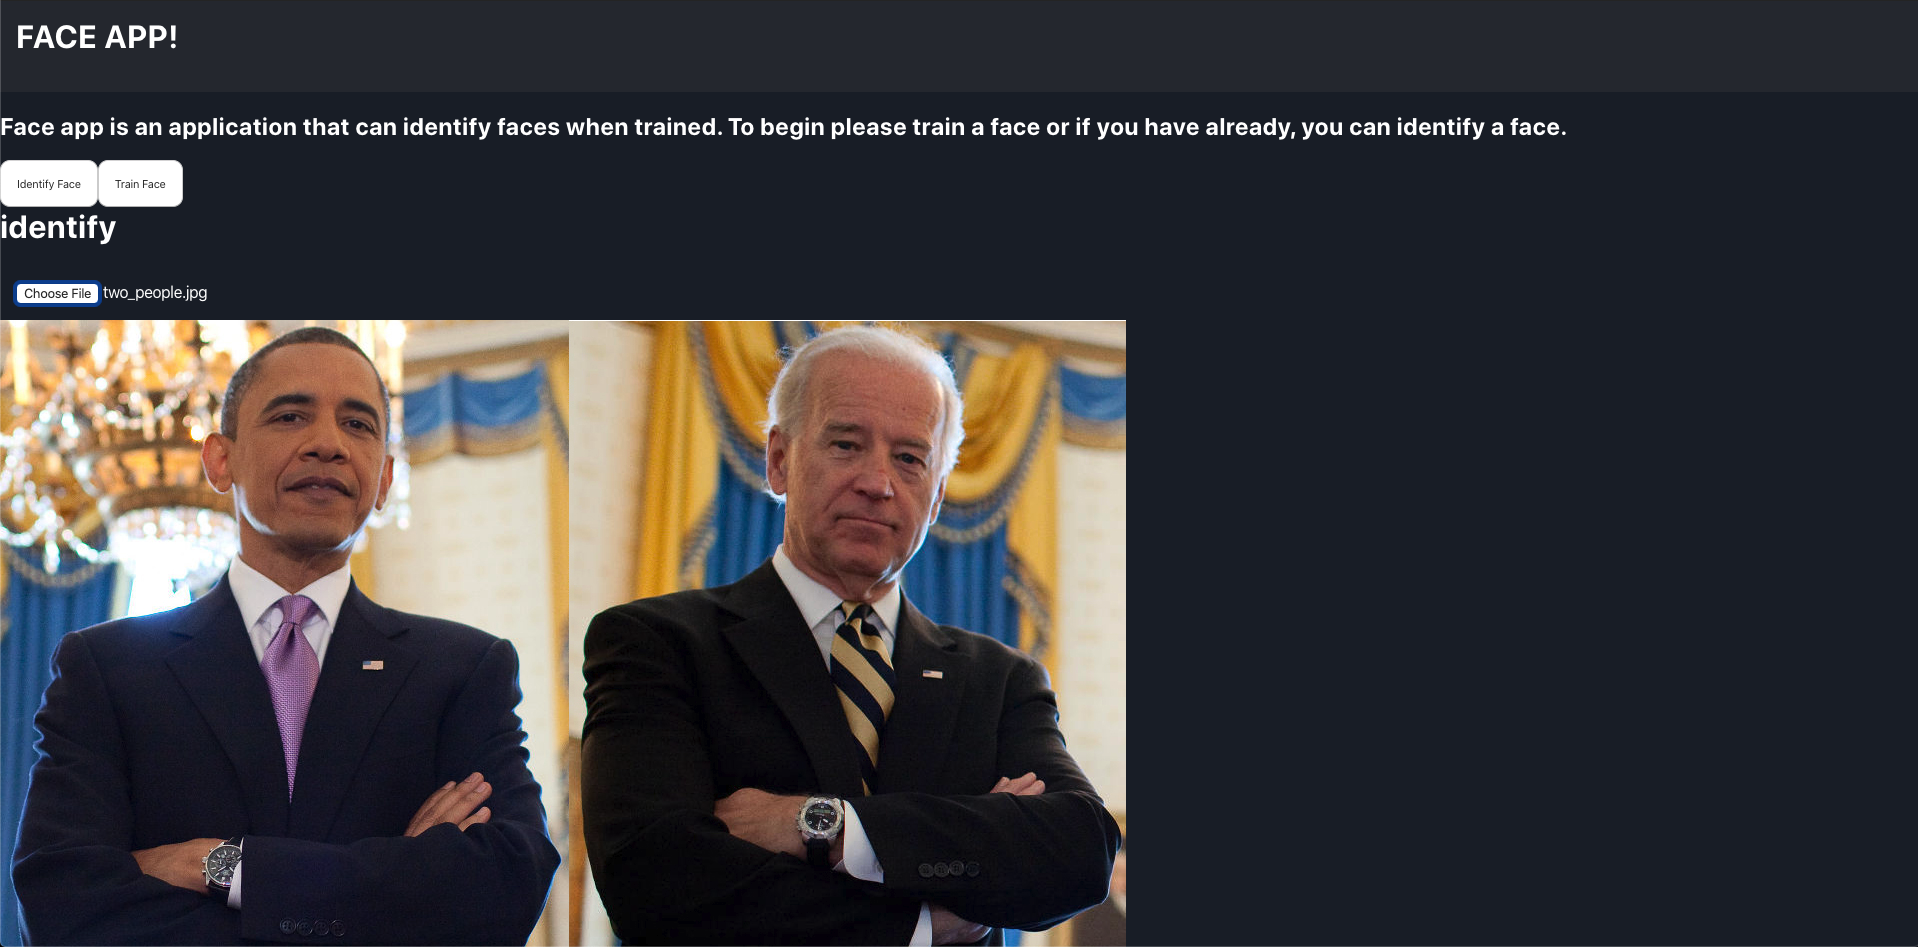 FACE APP!
Face app is an application that can identify faces when trained. To begin please train a face or if you have already, you can identify a face.
Identify Face Train Face
identify
Choose File two_people.jpg